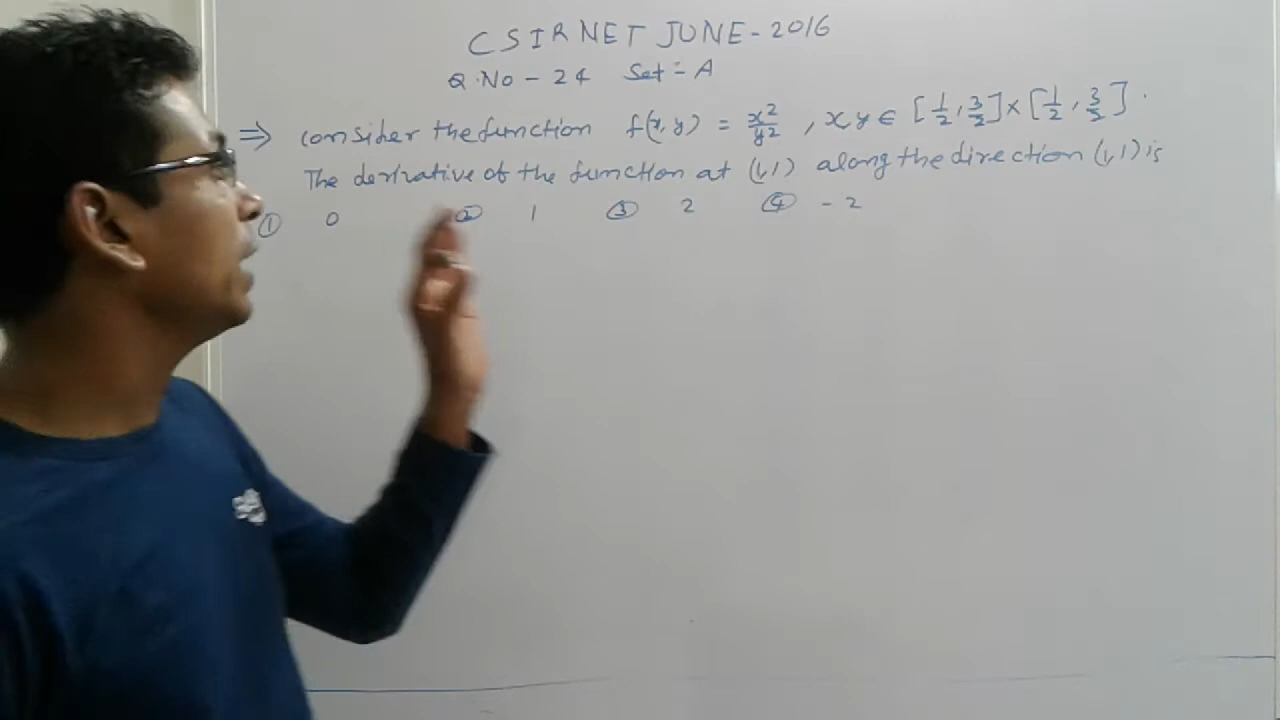 CSIR NET JUNE - 2016
Q.No - 24 Set = A
⇒ consider the function f(x, y) = x²/y² , x, y ∈ [1/2, 3/2] × [1/2, 3/2].
The derivative of the function at (1,1) along the direction (1,1) is
① 0 ② 1 ③ 2 ④ - 2